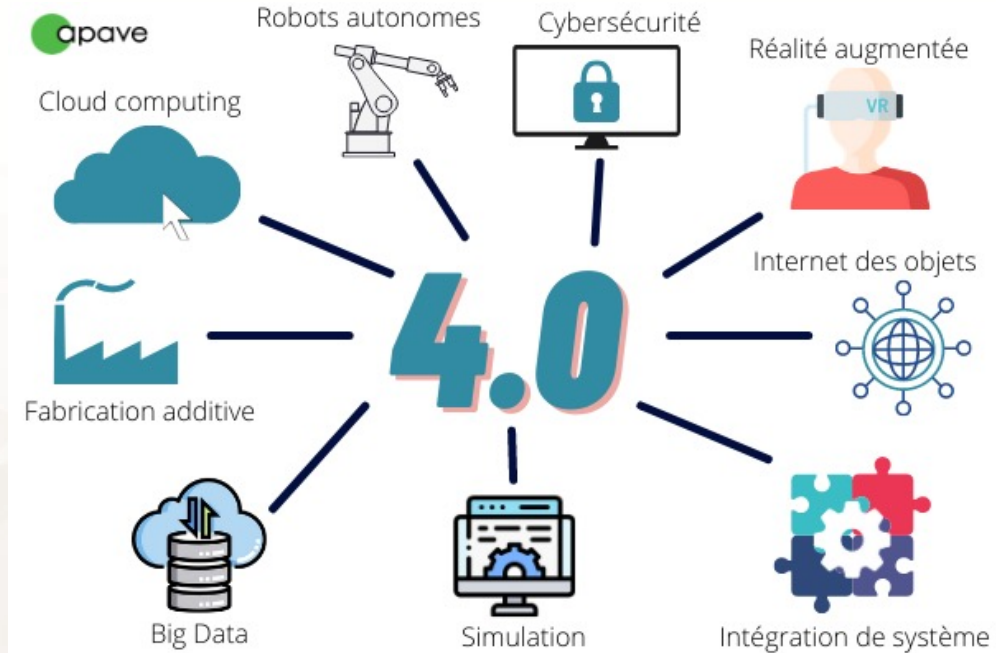 apave
Robots autonomes
Cybersécurité
Réalité augmentée
Cloud computing
VR
Internet des objets
4.0
Fabrication additive
Big Data
Simulation
Intégration de système